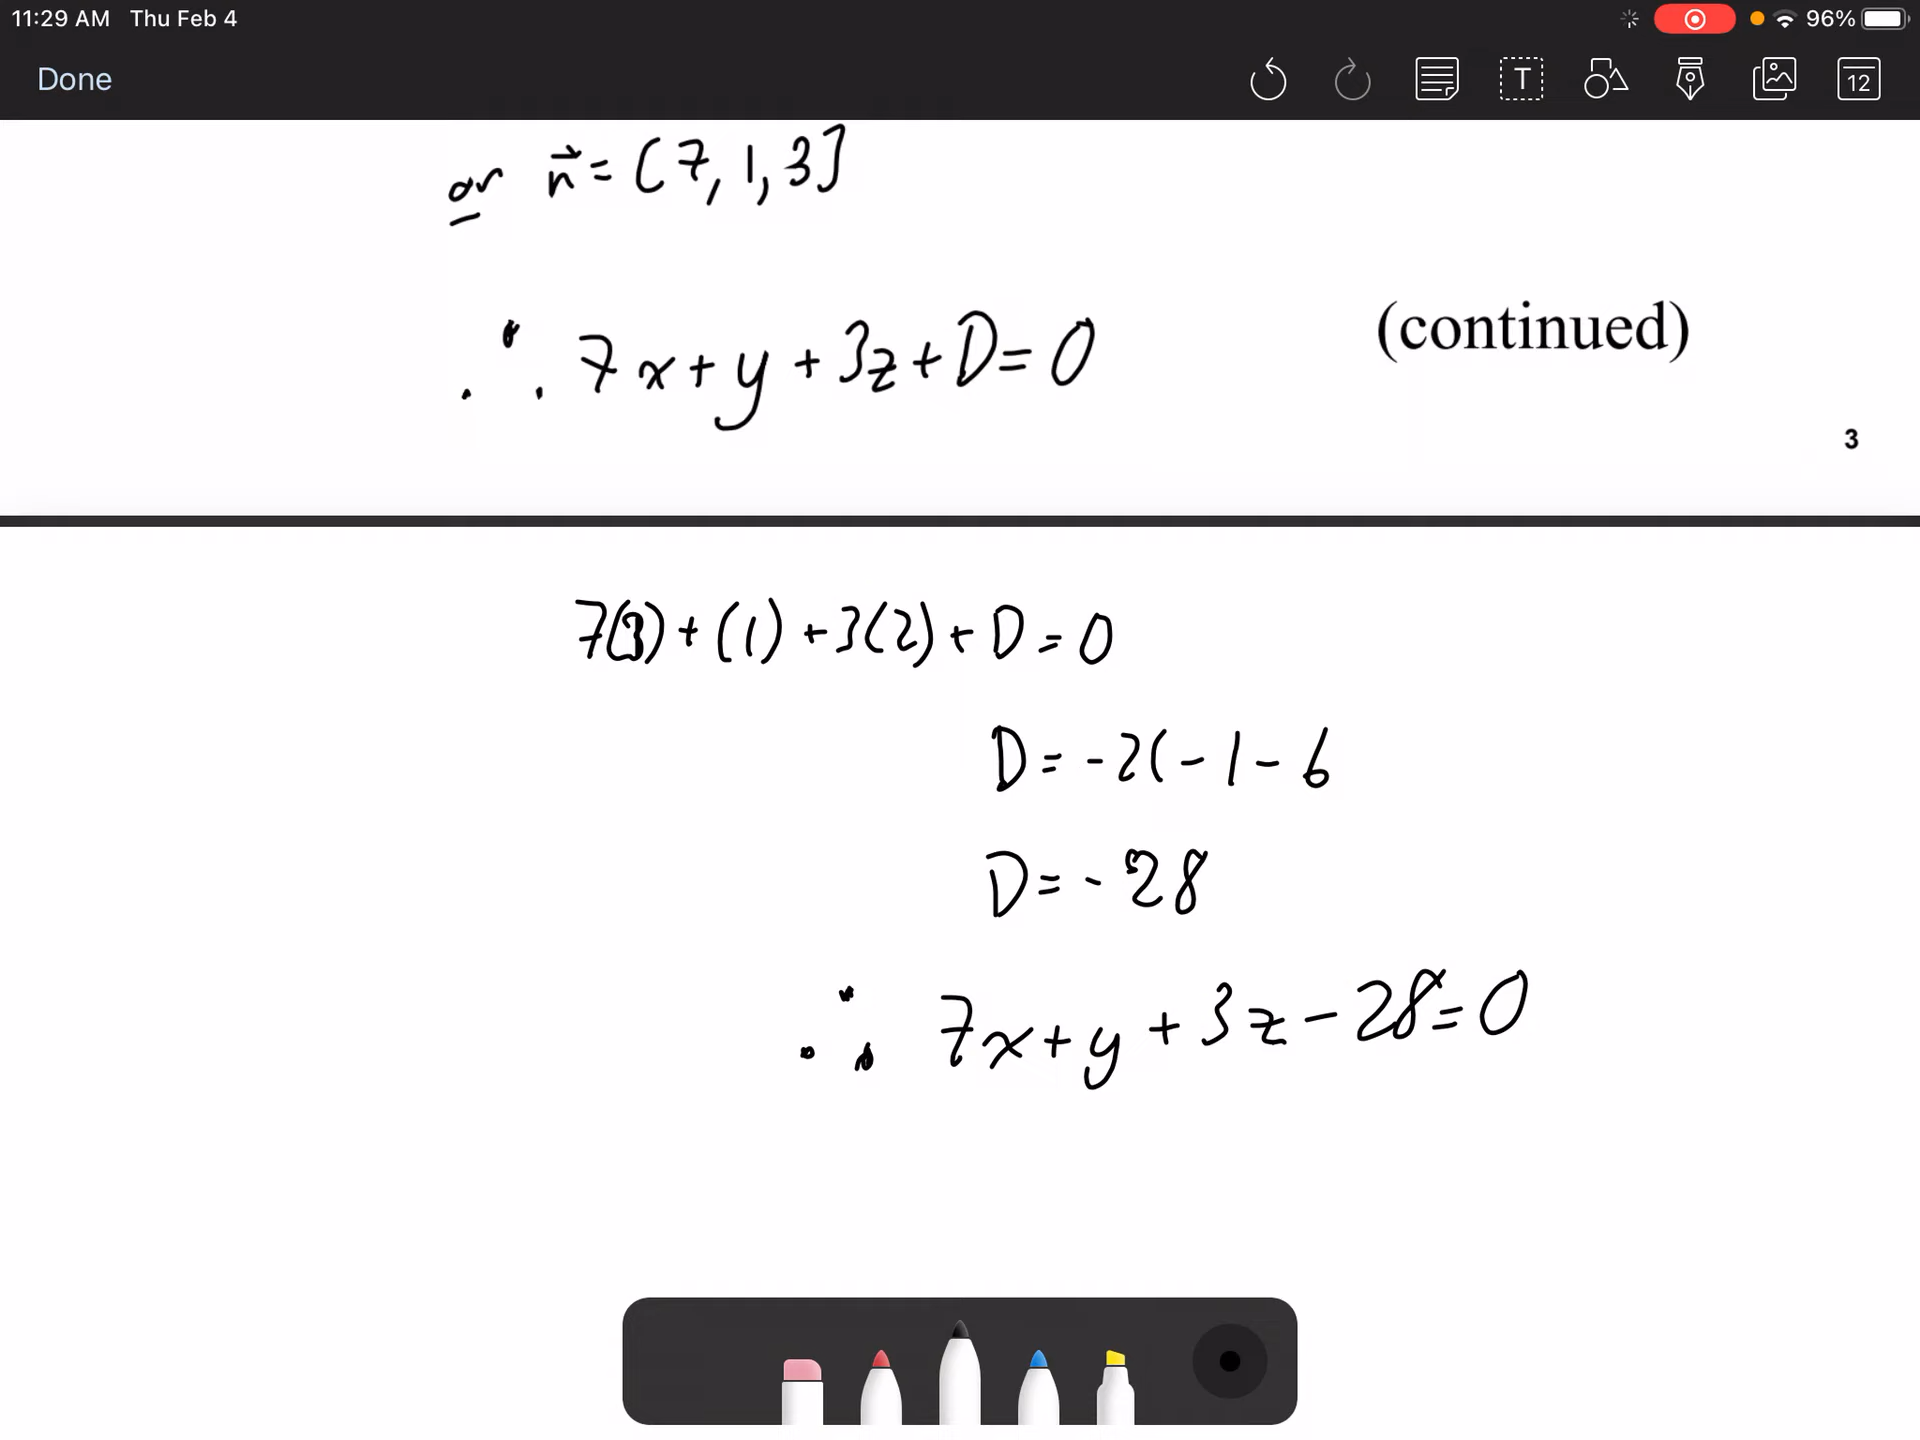 11:29 AM Thu Feb 4 96%
Done T 12
or n⃗ = [7, 1, 3]
∴ 7x + y + 3z + D = 0
(continued)
3
7(3) + (1) + 3(2) + D = 0
D = -21 - 1 - 6
D = -28
∴ 7x + y + 3z - 28 = 0